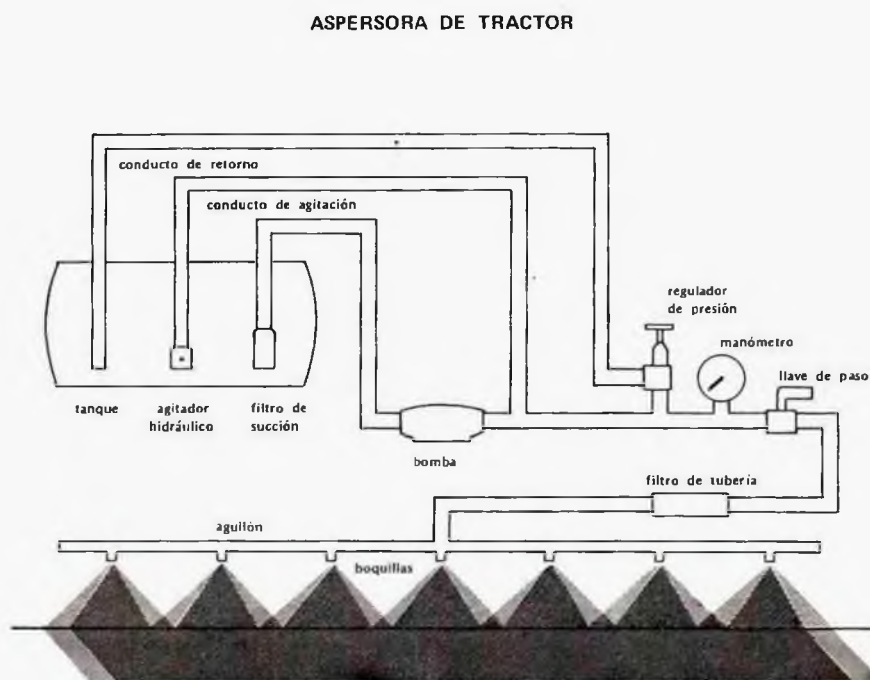 ASPERSORA DE TRACTOR
conducto de retorno
conducto de agitación
regulador
de presión
manómetro
llave de paso
tanque
agitador
hidráulico
filtro de
succión
bomba
filtro de tubería
aguilón
boquillas